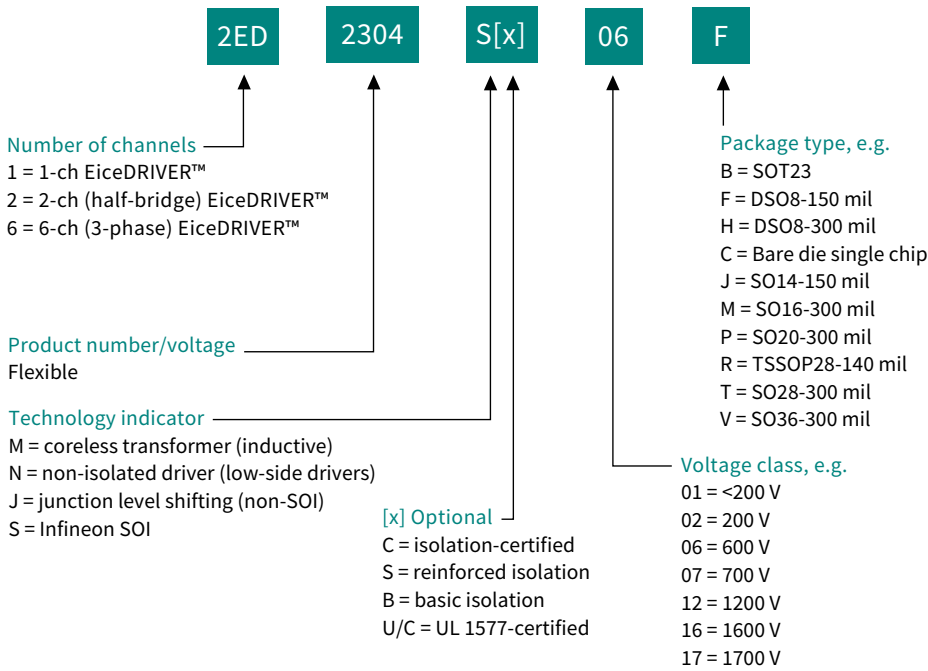 2ED 2304 S[x] 06 F
Number of channels
1 = 1-ch EiceDRIVER™
2 = 2-ch (half-bridge) EiceDRIVER™
6 = 6-ch (3-phase) EiceDRIVER™
Product number/voltage
Flexible
Technology indicator
M = coreless transformer (inductive)
N = non-isolated driver (low-side drivers)
J = junction level shifting (non-SOI)
S = Infineon SOI
[x] Optional
C = isolation-certified
S = reinforced isolation
B = basic isolation
U/C = UL 1577-certified
Package type, e.g.
B = SOT23
F = DSO8-150 mil
H = DSO8-300 mil
C = Bare die single chip
J = SO14-150 mil
M = SO16-300 mil
P = SO20-300 mil
R = TSSOP28-140 mil
T = SO28-300 mil
V = SO36-300 mil
Voltage class, e.g.
01 = <200 V
02 = 200 V
06 = 600 V
07 = 700 V
12 = 1200 V
16 = 1600 V
17 = 1700 V